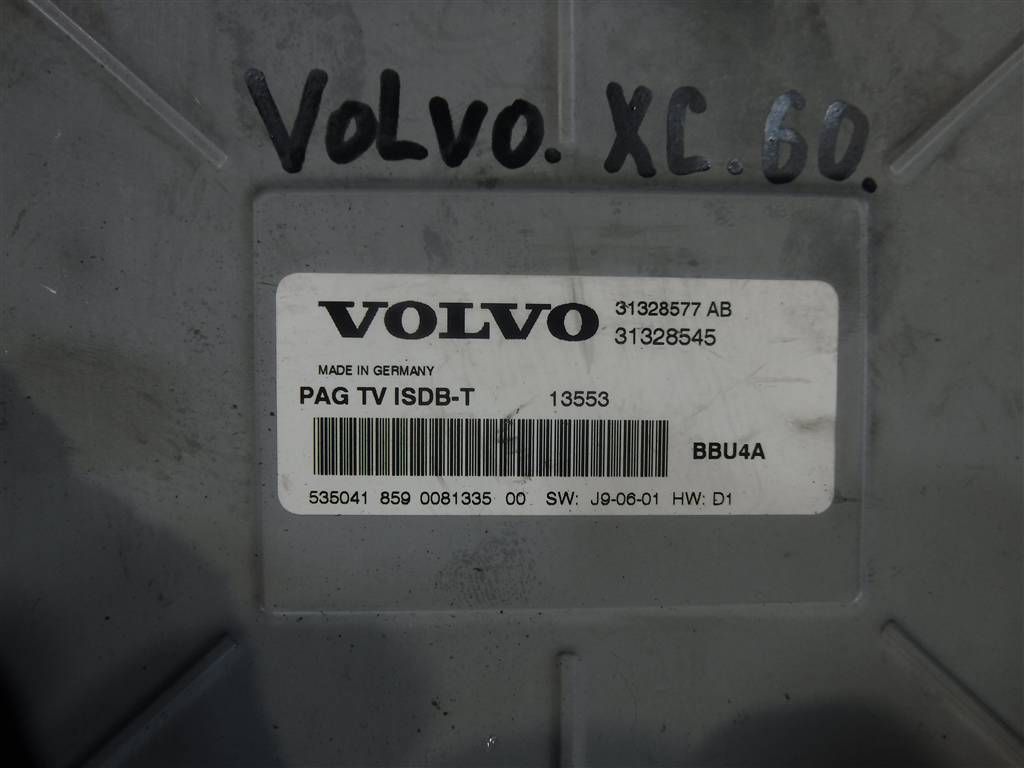 VOLVO. XC.60.
VOLVO
31328577 AB
31328545
MADE IN GERMANY
PAG TV ISDB-T 13553
BBU4A
535041 859 0081335 00 SW: J9-06-01 HW: D1